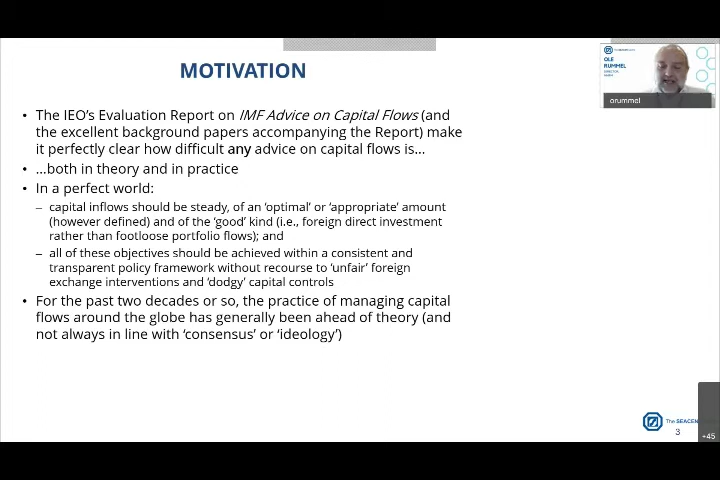 MOTIVATION
• The IEO's Evaluation Report on IMF Advice on Capital Flows (and
the excellent background papers accompanying the Report) make
it perfectly clear how difficult any advice on capital flows is...
• ...both in theory and in practice
• In a perfect world:
– capital inflows should be steady, of an 'optimal' or 'appropriate' amount
(however defined) and of the 'good' kind (i.e., foreign direct investment
rather than footloose portfolio flows); and
– all of these objectives should be achieved within a consistent and
transparent policy framework without recourse to 'unfair' foreign
exchange interventions and 'dodgy' capital controls
• For the past two decades or so, the practice of managing capital
flows around the globe has generally been ahead of theory (and
not always in line with 'consensus' or 'ideology')
OLE
RUMMEL
orummel
The SEACEN
3
+45